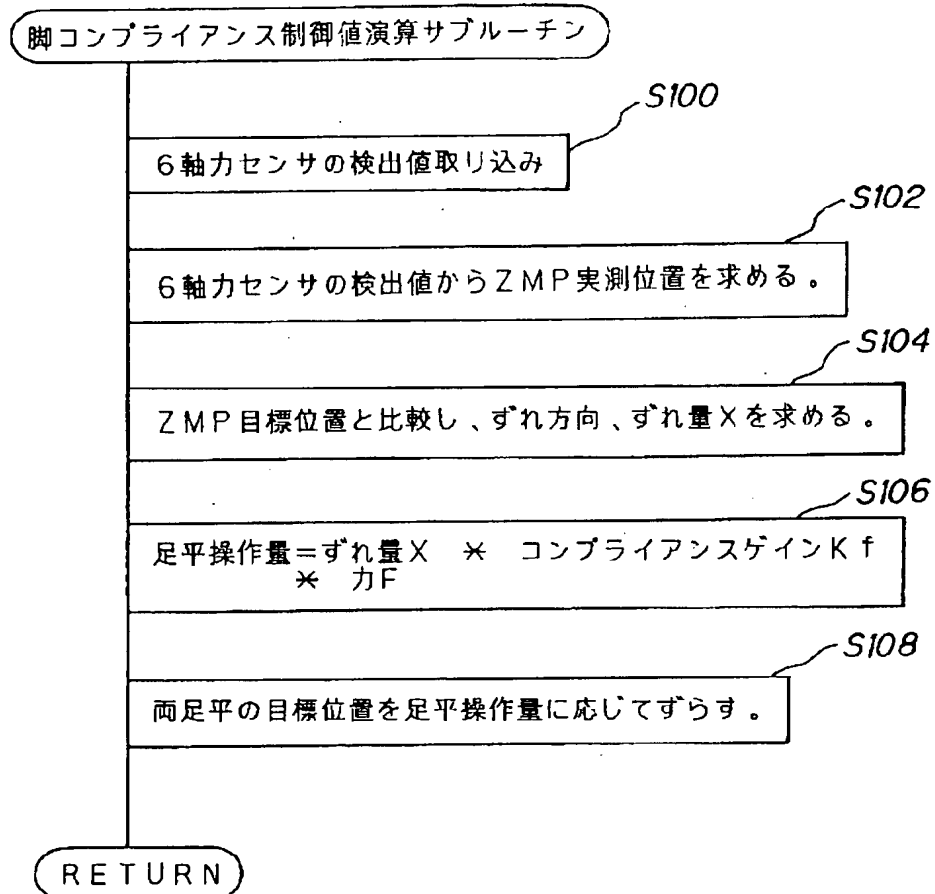 脚コンプライアンス制御値演算サブルーチン
S100
6軸力センサの検出値取り込み
S102
6軸力センサの検出値からZMP実測位置を求める。
S104
ZMP目標位置と比較し、ずれ方向、ずれ量Xを求める。
S106
足平操作量=ずれ量X * コンプライアンスゲインKf
* 力F
S108
両足平の目標位置を足平操作量に応じてずらす。
RETURN